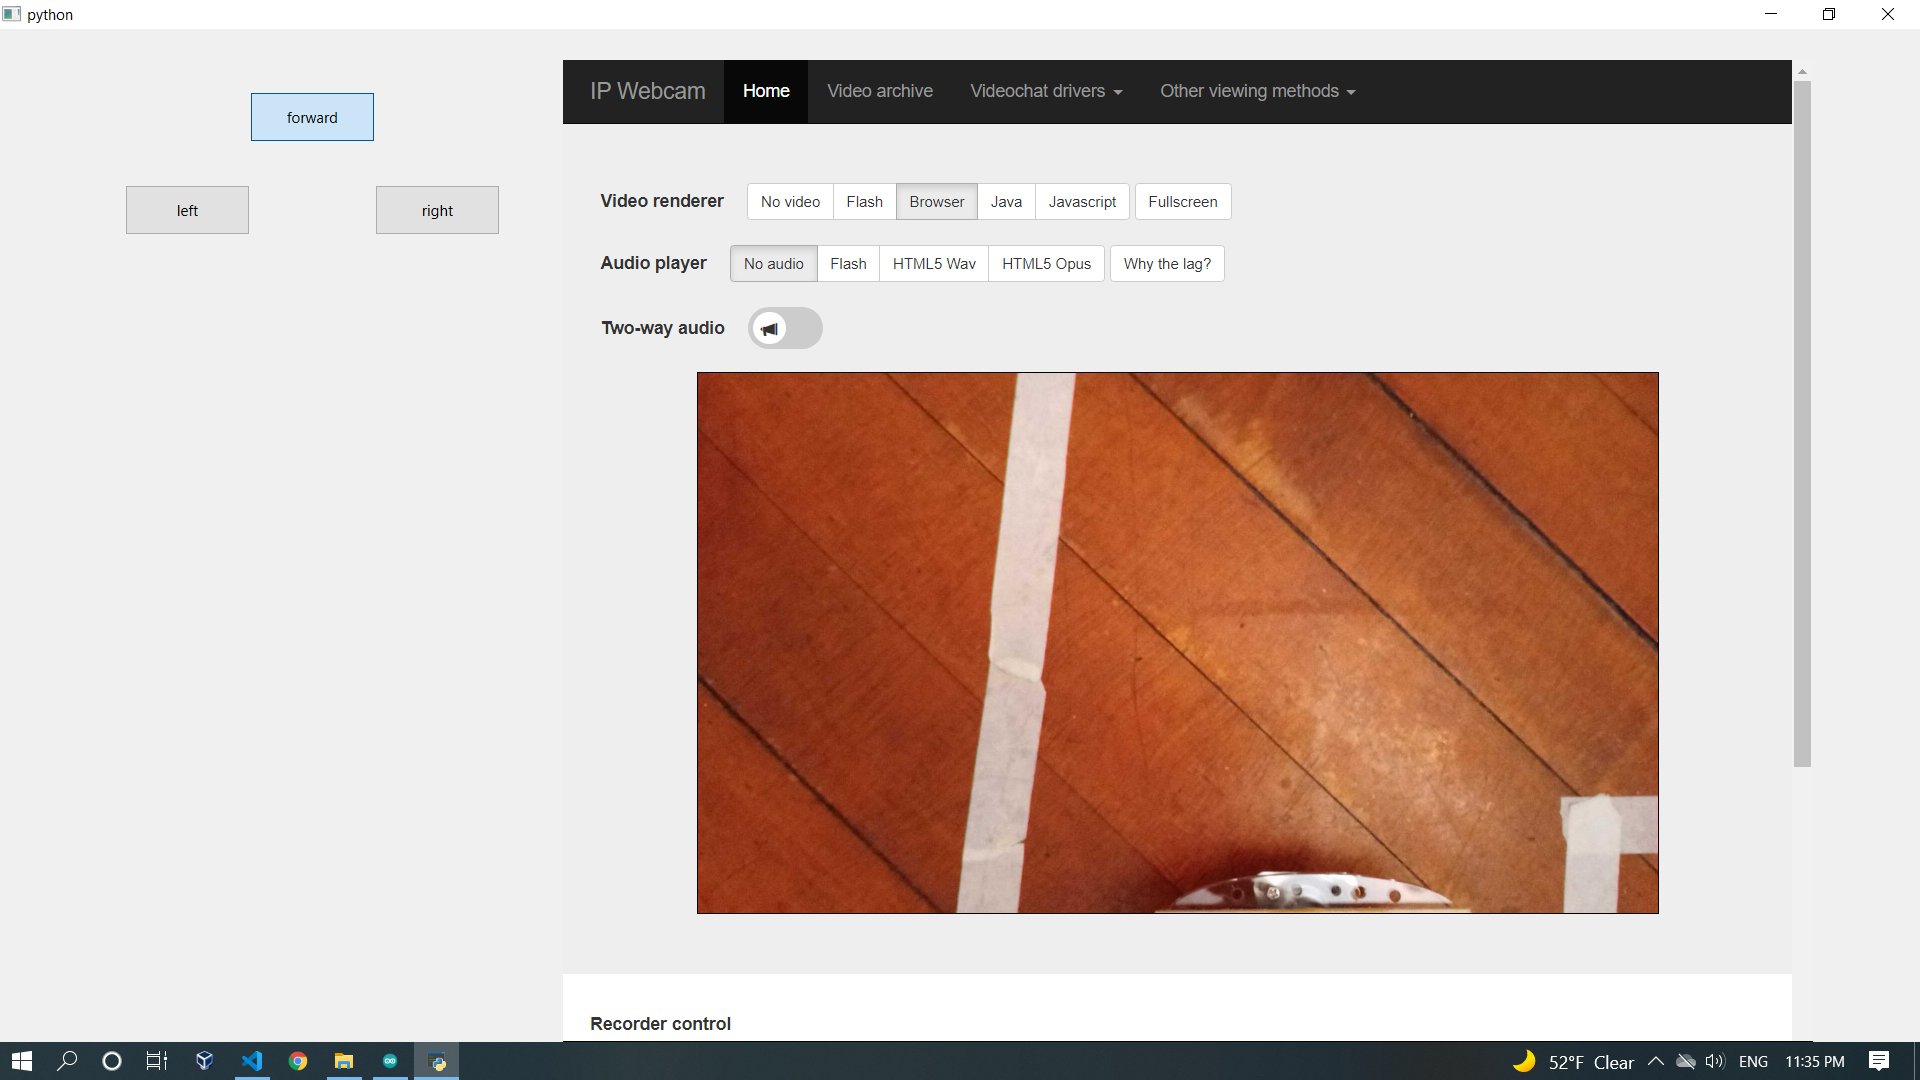 python
forward
left
right
IP Webcam Home Video archive Videochat drivers Other viewing methods
Video renderer No video Flash Browser Java Javascript Fullscreen
Audio player No audio Flash HTML5 Wav HTML5 Opus Why the lag?
Two-way audio
Recorder control
52°F Clear ENG 11:35 PM